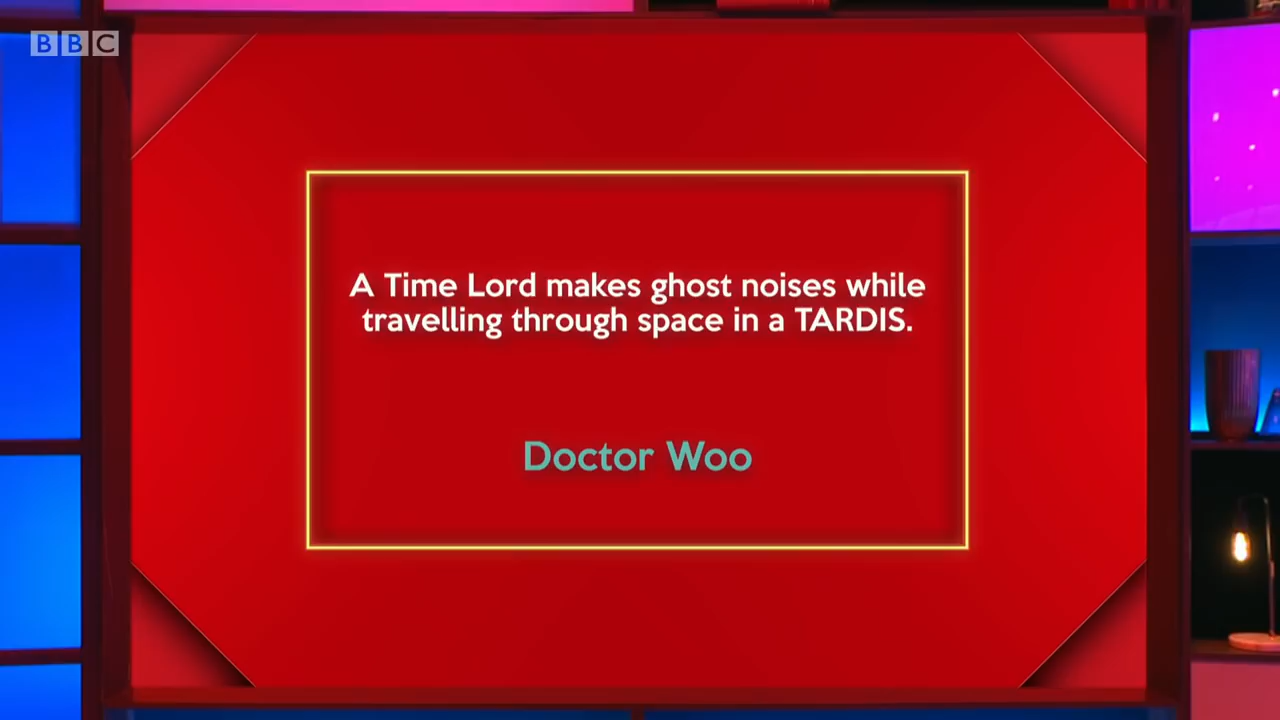 BBC
A Time Lord makes ghost noises while
travelling through space in a TARDIS.
Doctor Woo